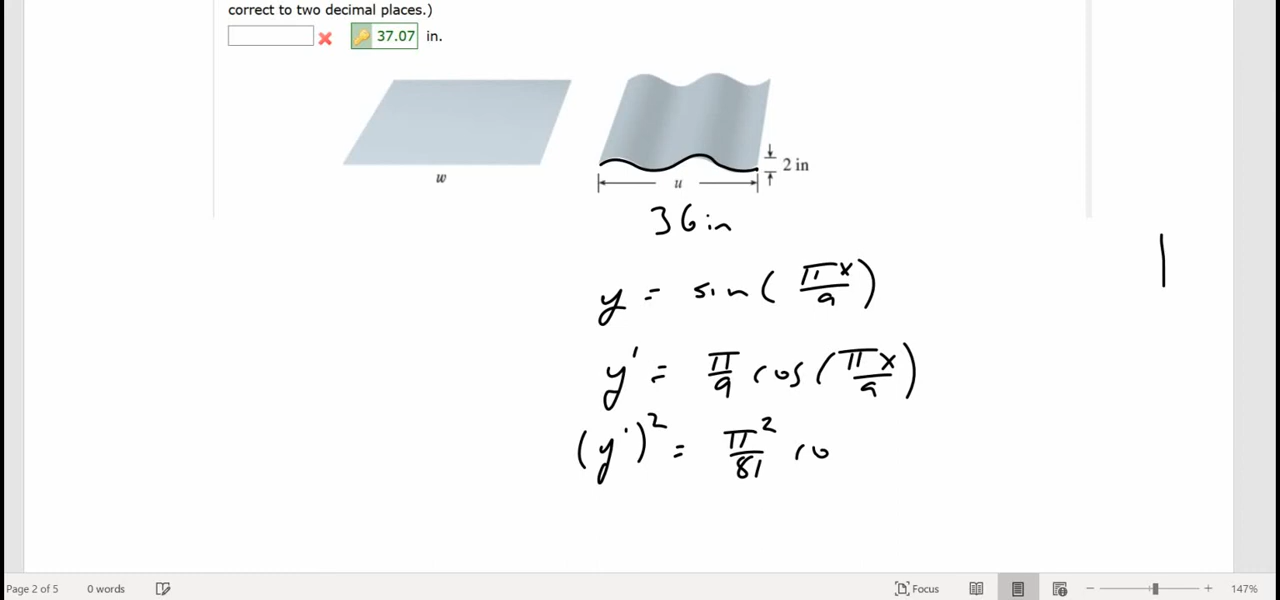 correct to two decimal places.)
37.07 in.
w
u
2 in
36 in
y = sin(πx/9)
y' = π/9 cos(πx/9)
(y')² = π²/81 co
Page 2 of 5 0 words Focus 147%